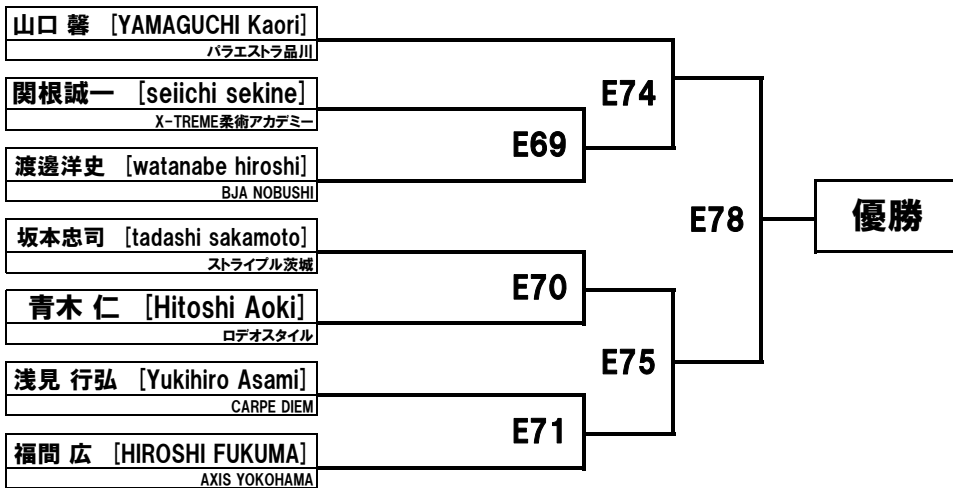 山口 馨 [YAMAGUCHI Kaori]
パラエストラ品川
関根誠一 [seiichi sekine]
X-TREME柔術アカデミー
渡邊洋史 [watanabe hiroshi]
BJA NOBUSHI
坂本忠司 [tadashi sakamoto]
ストライプル茨城
青木 仁 [Hitoshi Aoki]
ロデオスタイル
浅見 行弘 [Yukihiro Asami]
CARPE DIEM
福間 広 [HIROSHI FUKUMA]
AXIS YOKOHAMA
E69
E70
E71
E74
E75
E78
優勝